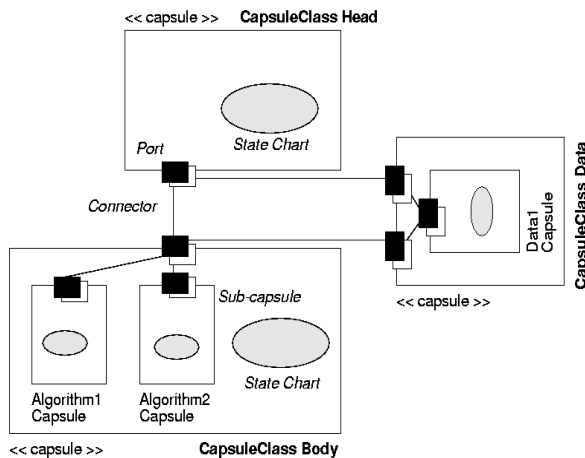 << capsule >> CapsuleClass Head
Port
State Chart
Connector
Data1
Capsule
CapsuleClass Data
<< capsule >>
Sub-capsule
State Chart
Algorithm1
Capsule
Algorithm2
Capsule
<< capsule >> CapsuleClass Body